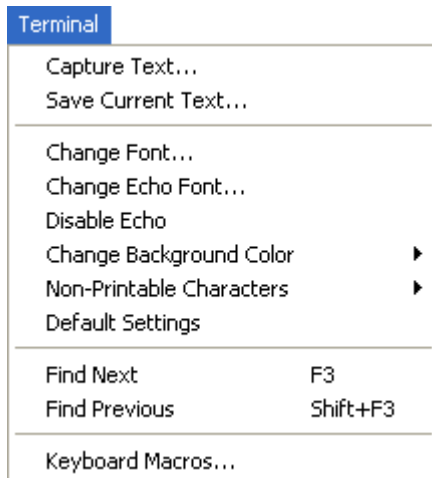 Terminal
Capture Text...
Save Current Text...
Change Font...
Change Echo Font...
Disable Echo
Change Background Color
Non-Printable Characters
Default Settings
Find Next F3
Find Previous Shift+F3
Keyboard Macros...